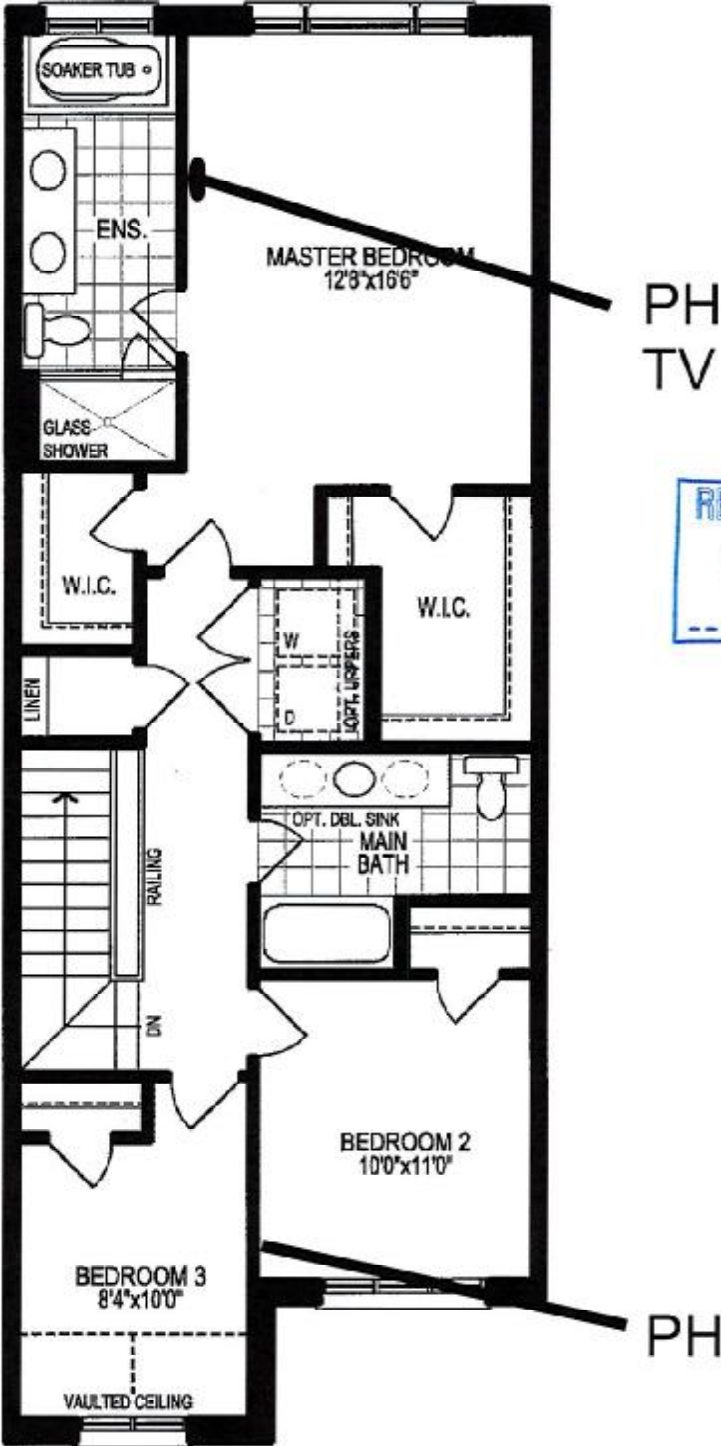 SOAKER TUB
ENS.
MASTER BEDROOM
12'8"x16'6"
PH
TV
GLASS
SHOWER
W.I.C.
W.I.C.
W
D
OPT. UPPERS
LINEN
OPT. DBL. SINK
MAIN
BATH
RAILING
DN
BEDROOM 2
10'0"x11'0"
BEDROOM 3
8'4"x10'0"
PH
VAULTED CEILING